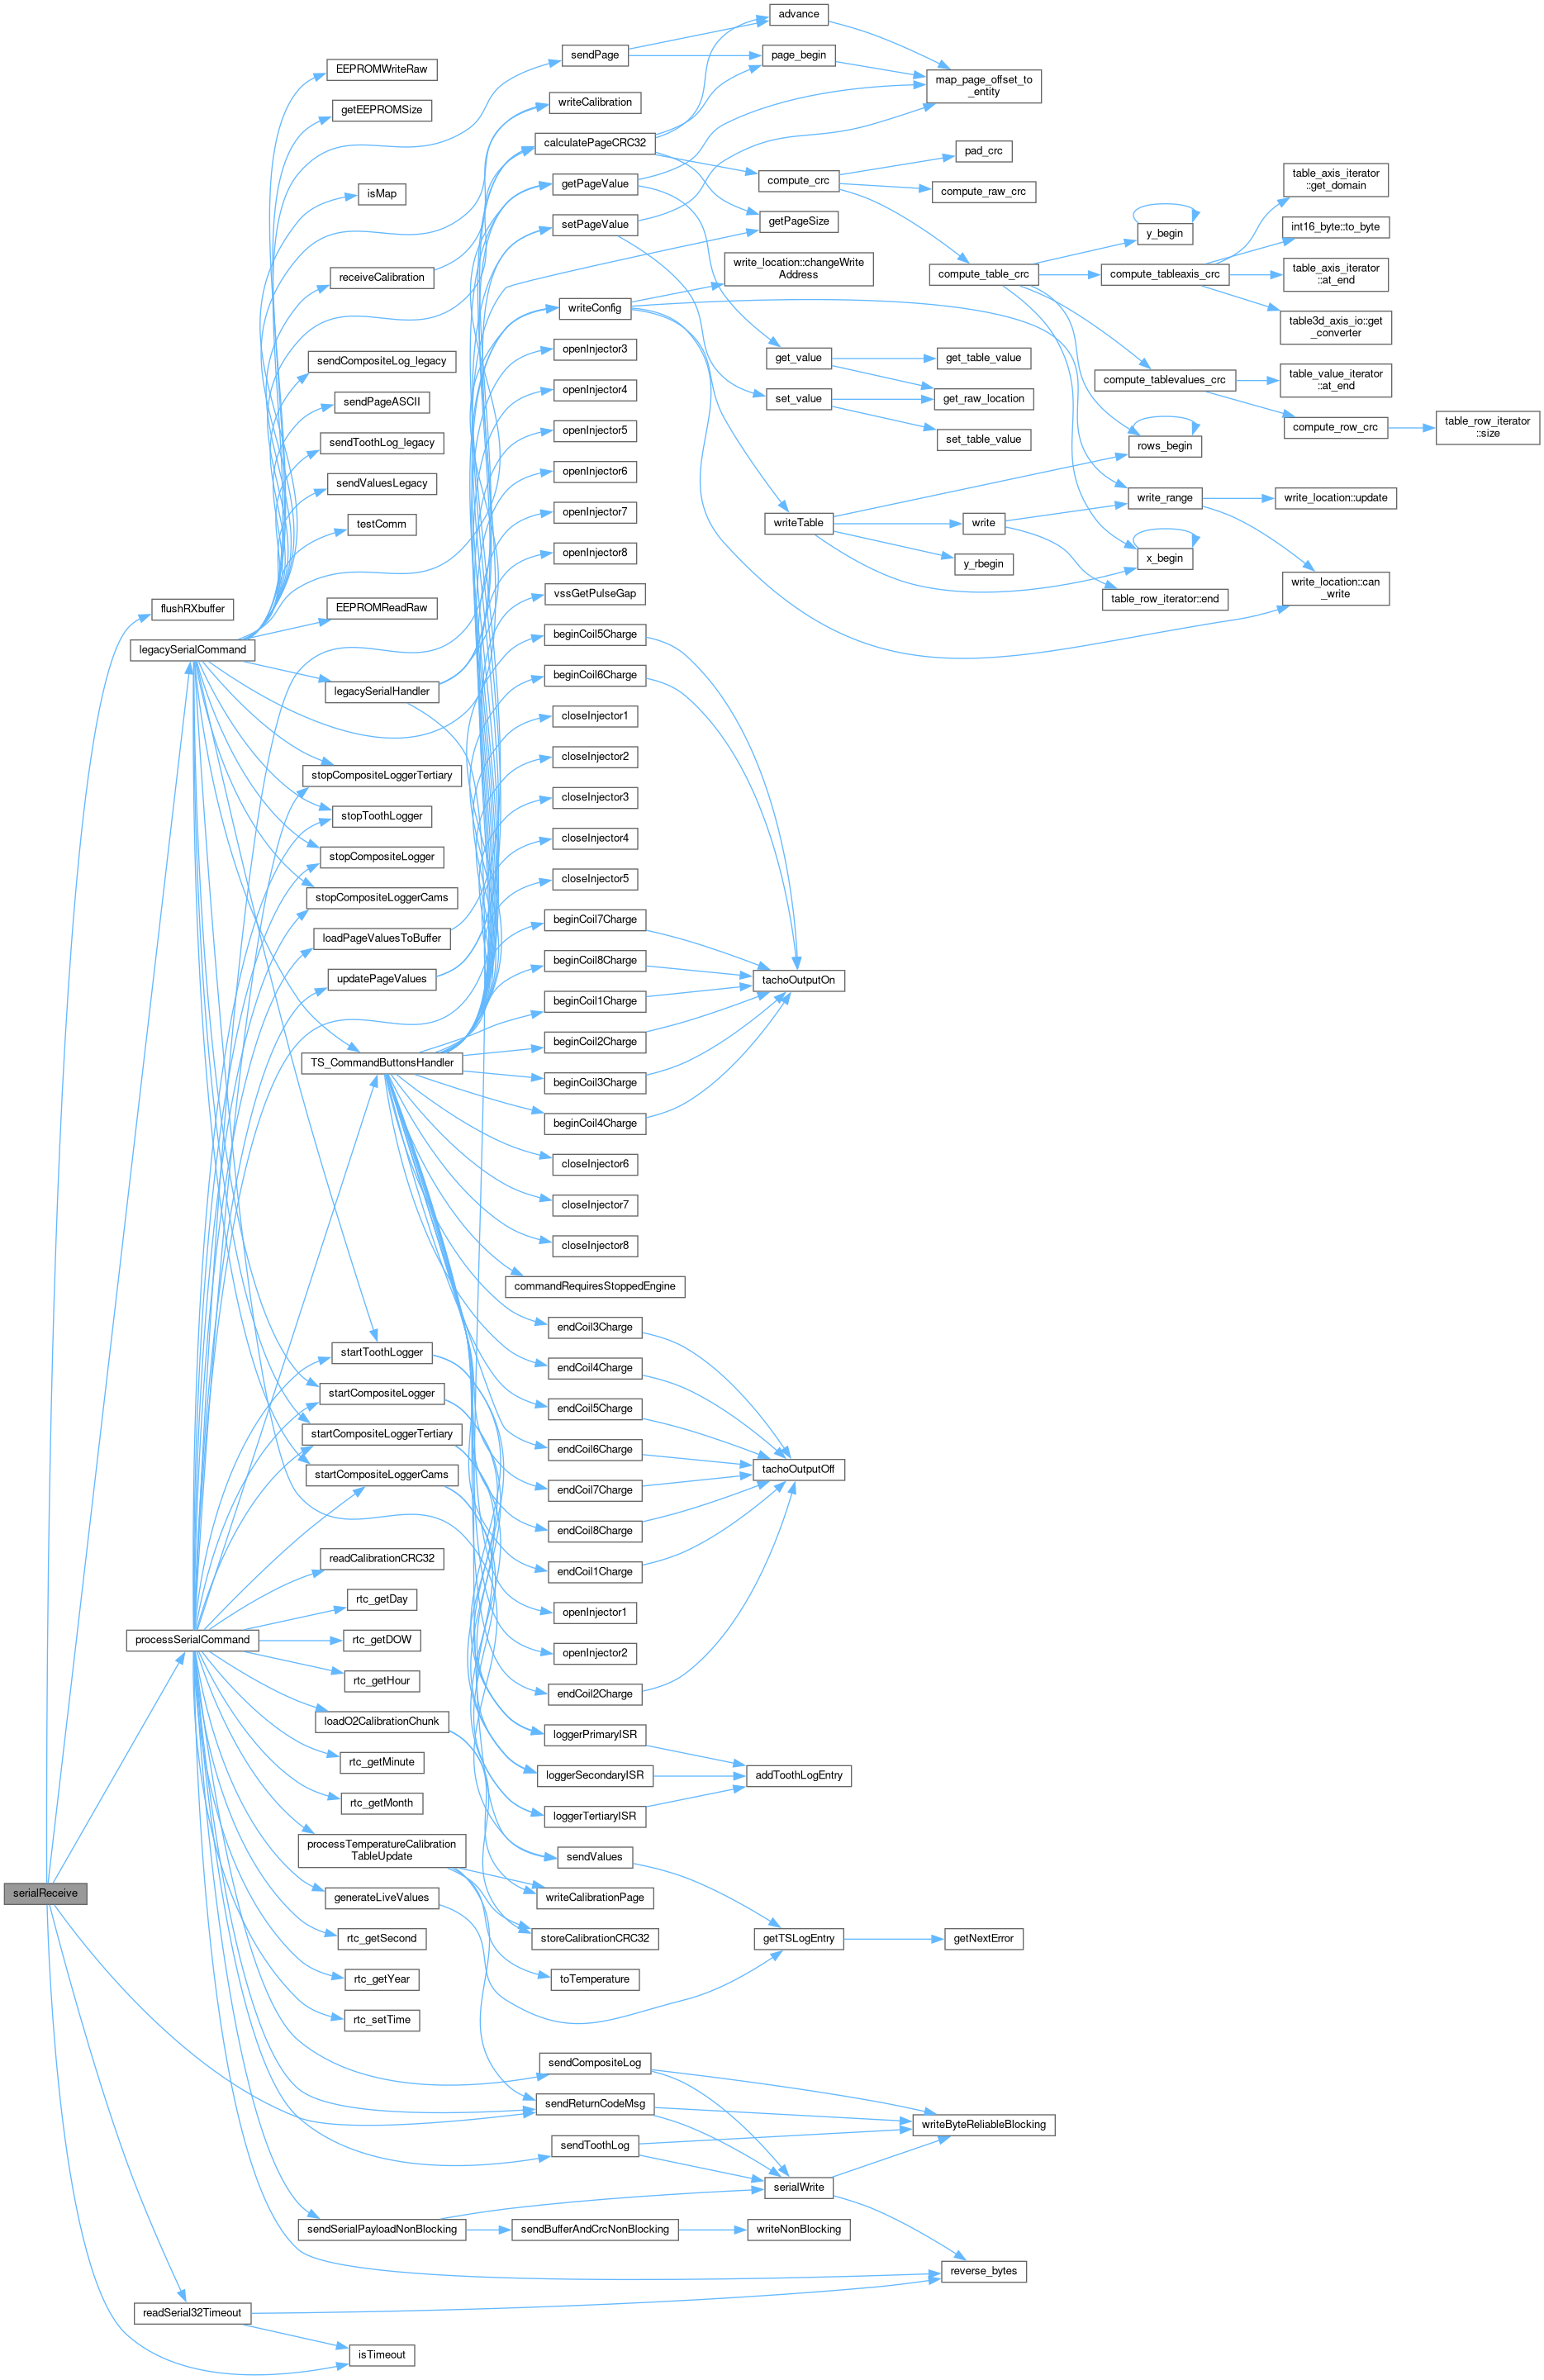 advance
sendPage
page_begin
EEPROMWriteRaw
map_page_offset_to
_entity
writeCalibration
getEEPROMSize
calculatePageCRC32
pad_crc
compute_crc
getPageValue
table_axis_iterator
::get_domain
isMap
compute_raw_crc
getPageSize
setPageValue
int16_byte::to_byte
y_begin
write_location::changeWrite
Address
receiveCalibration
compute_table_crc
compute_tableaxis_crc
table_axis_iterator
::at_end
writeConfig
table3d_axis_io::get
_converter
openInjector3
get_value
get_table_value
sendCompositeLog_legacy
compute_tablevalues_crc
table_value_iterator
::at_end
openInjector4
set_value
get_raw_location
sendPageASCII
openInjector5
compute_row_crc
table_row_iterator
::size
set_table_value
sendToothLog_legacy
rows_begin
openInjector6
sendValuesLegacy
write_range
write_location::update
openInjector7
testComm
writeTable
write
openInjector8
x_begin
y_rbegin
write_location::can
_write
vssGetPulseGap
table_row_iterator::end
flushRXbuffer
EEPROMReadRaw
beginCoil5Charge
legacySerialCommand
beginCoil6Charge
legacySerialHandler
closeInjector1
closeInjector2
stopCompositeLoggerTertiary
closeInjector3
stopToothLogger
closeInjector4
stopCompositeLogger
closeInjector5
stopCompositeLoggerCams
beginCoil7Charge
loadPageValuesToBuffer
beginCoil8Charge
updatePageValues
tachoOutputOn
beginCoil1Charge
beginCoil2Charge
TS_CommandButtonsHandler
beginCoil3Charge
beginCoil4Charge
closeInjector6
closeInjector7
closeInjector8
commandRequiresStoppedEngine
endCoil3Charge
startToothLogger
endCoil4Charge
startCompositeLogger
endCoil5Charge
startCompositeLoggerTertiary
endCoil6Charge
tachoOutputOff
startCompositeLoggerCams
endCoil7Charge
endCoil8Charge
readCalibrationCRC32
endCoil1Charge
rtc_getDay
openInjector1
processSerialCommand
rtc_getDOW
openInjector2
rtc_getHour
endCoil2Charge
loadO2CalibrationChunk
loggerPrimaryISR
rtc_getMinute
loggerSecondaryISR
addToothLogEntry
rtc_getMonth
loggerTertiaryISR
processTemperatureCalibration
TableUpdate
sendValues
serialReceive
generateLiveValues
writeCalibrationPage
rtc_getSecond
storeCalibrationCRC32
getTSLogEntry
getNextError
rtc_getYear
toTemperature
rtc_setTime
sendCompositeLog
sendReturnCodeMsg
writeByteReliableBlocking
sendToothLog
serialWrite
sendSerialPayloadNonBlocking
sendBufferAndCrcNonBlocking
writeNonBlocking
reverse_bytes
readSerial32Timeout
isTimeout